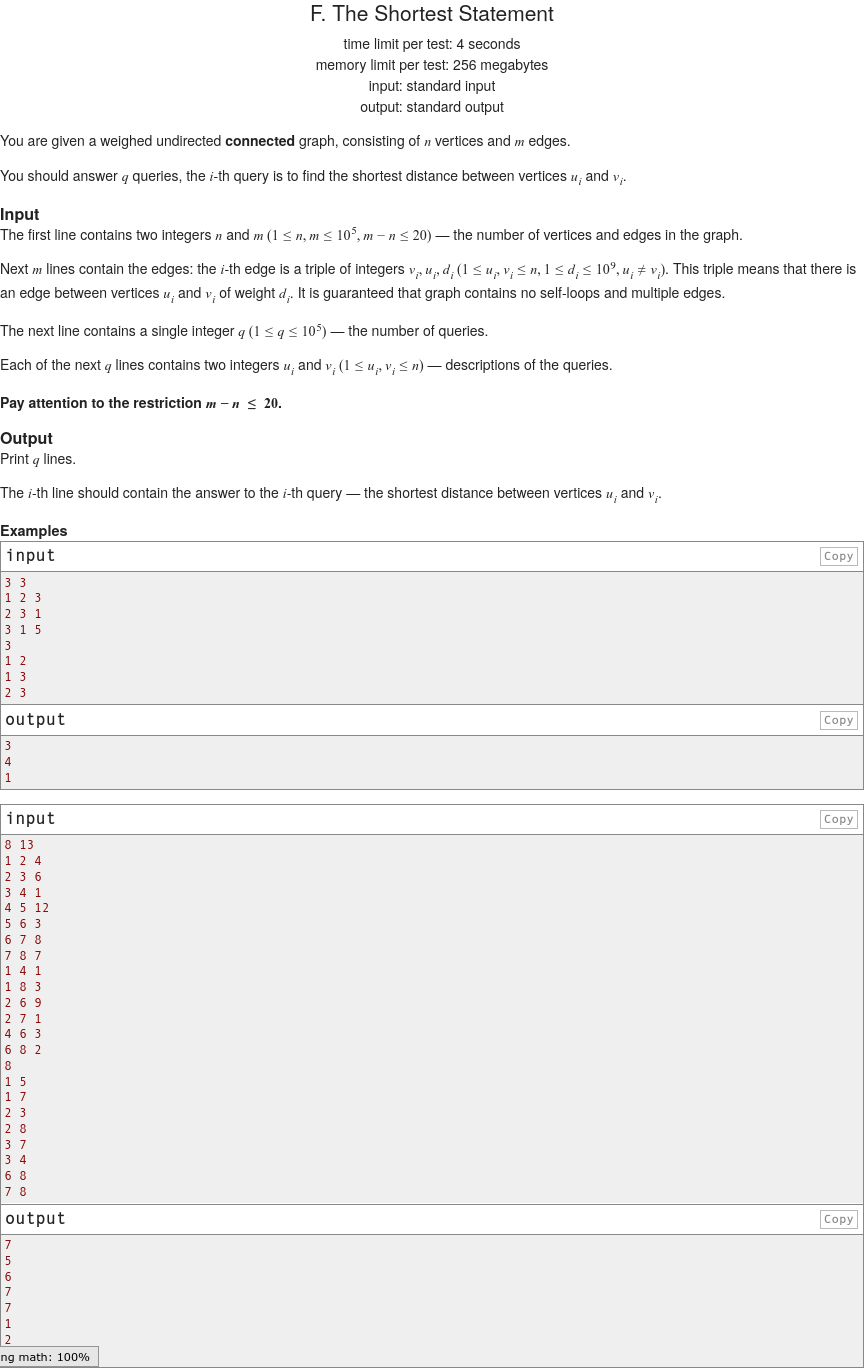 F. The Shortest Statement
time limit per test: 4 seconds
memory limit per test: 256 megabytes
input: standard input
output: standard output
You are given a weighed undirected connected graph, consisting of n vertices and m edges.
You should answer q queries, the i-th query is to find the shortest distance between vertices u_i and v_i.
Input
The first line contains two integers n and m (1 ≤ n, m ≤ 10^5, m − n ≤ 20) — the number of vertices and edges in the graph.
Next m lines contain the edges: the i-th edge is a triple of integers v_i, u_i, d_i (1 ≤ u_i, v_i ≤ n, 1 ≤ d_i ≤ 10^9, u_i ≠ v_i). This triple means that there is
an edge between vertices u_i and v_i of weight d_i. It is guaranteed that graph contains no self-loops and multiple edges.
The next line contains a single integer q (1 ≤ q ≤ 10^5) — the number of queries.
Each of the next q lines contains two integers u_i and v_i (1 ≤ u_i, v_i ≤ n) — descriptions of the queries.
Pay attention to the restriction m − n ≤ 20.
Output
Print q lines.
The i-th line should contain the answer to the i-th query — the shortest distance between vertices u_i and v_i.
Examples
input Copy
3 3
1 2 3
2 3 1
3 1 5
3
1 2
1 3
2 3
output Copy
3
4
1
input Copy
8 13
1 2 4
2 3 6
3 4 1
4 5 12
5 6 3
6 7 8
7 8 7
1 4 1
1 8 3
2 6 9
2 7 1
4 6 3
6 8 2
8
1 5
1 7
2 3
2 8
3 7
3 4
6 8
7 8
output Copy
7
5
6
7
7
1
2
ng math: 100%